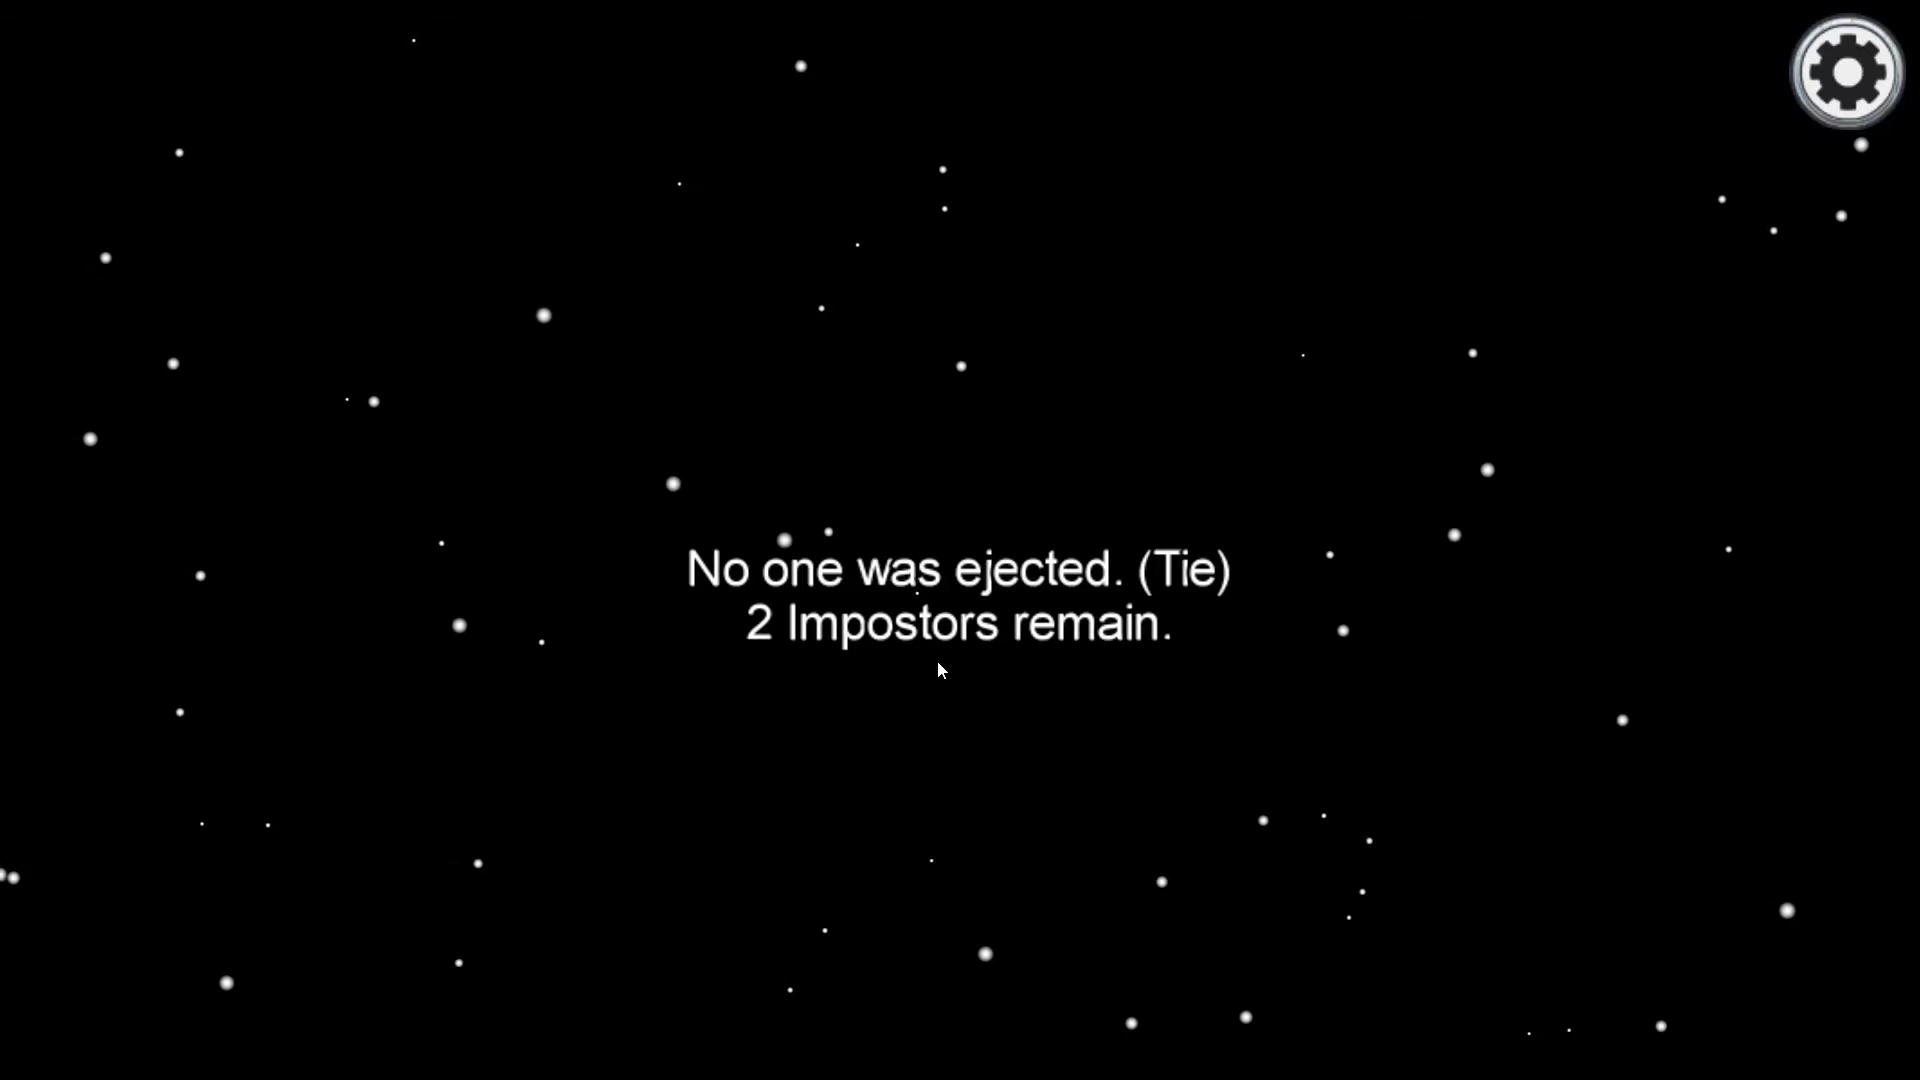 No one was ejected. (Tie)
2 Impostors remain.